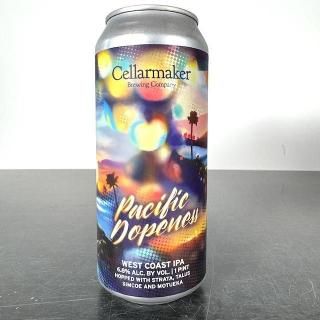 Cellarmaker
Brewing Company
Pacific
Dopeness
WEST COAST IPA
6.8% ALC. BY VOL. | 1 PINT
HOPPED WITH STRATA, TALUS
SIMCOE AND MOTUEKA